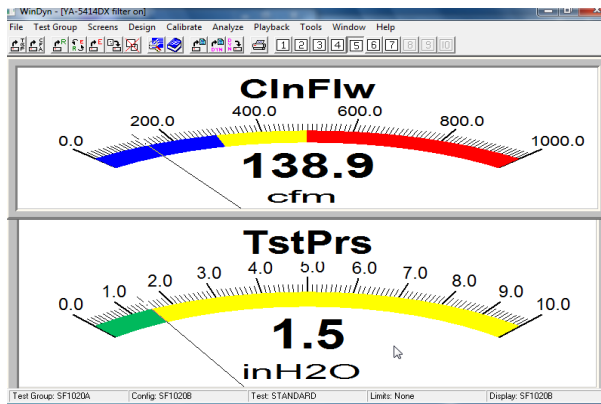 WinDyn - [YA-5414DX filter on]
File Test Group Screens Design Calibrate Analyze Playback Tools Window Help
1 2 3 4 5 6 7 8 9 10
ClnFlw
0.0 200.0 400.0 600.0 800.0 1000.0
138.9
cfm
TstPrs
0.0 1.0 2.0 3.0 4.0 5.0 6.0 7.0 8.0 9.0 10.0
1.5
inH2O
Test Group: SF1020A Config: SF1020B Test: STANDARD Limits: None Display: SF1020B